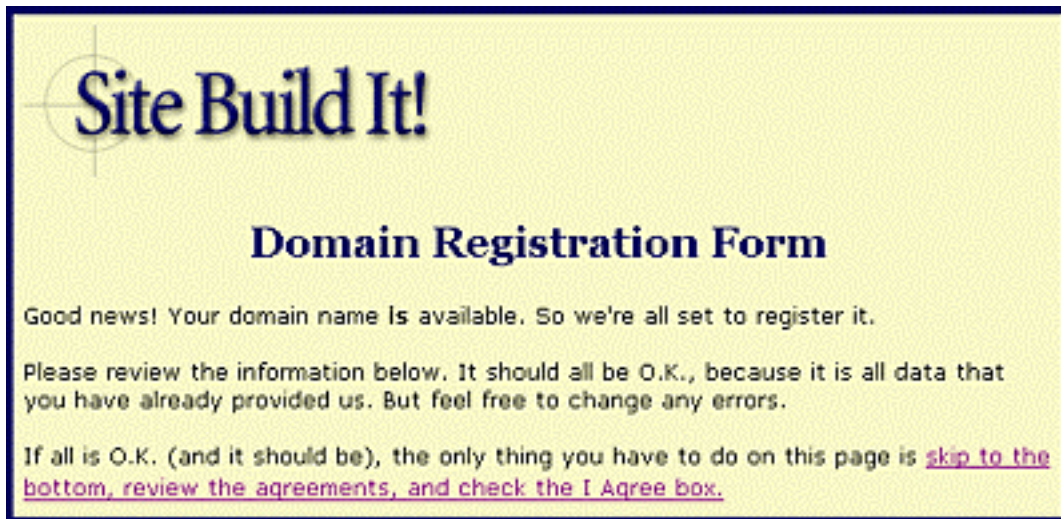 Site Build It!
Domain Registration Form
Good news! Your domain name is available. So we're all set to register it.
Please review the information below. It should all be O.K., because it is all data that
you have already provided us. But feel free to change any errors.
If all is O.K. (and it should be), the only thing you have to do on this page is skip to the
bottom, review the agreements, and check the I Agree box.